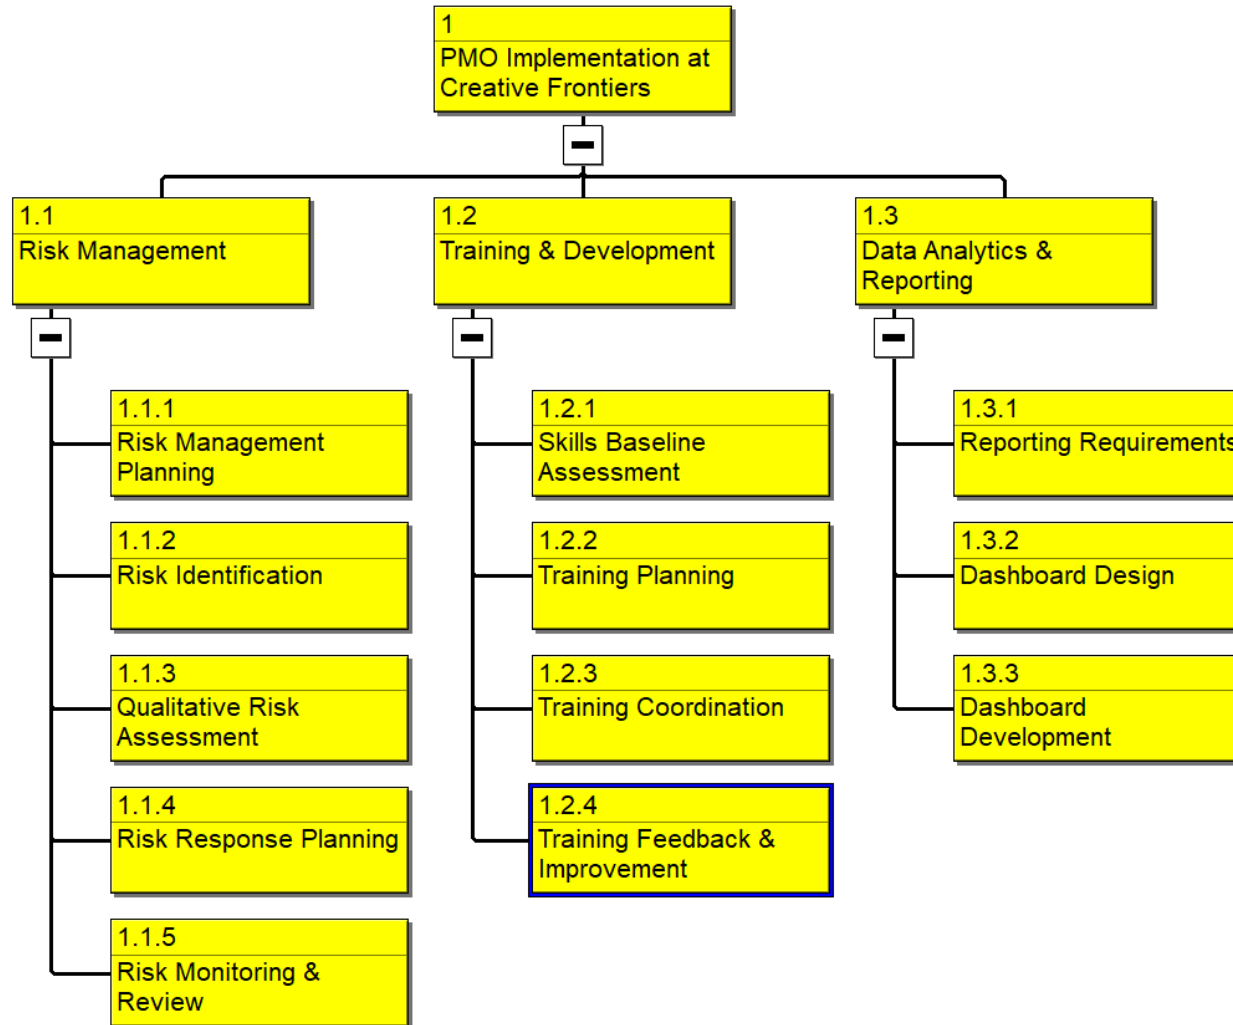 1
PMO Implementation at
Creative Frontiers
1.1
Risk Management
1.2
Training & Development
1.3
Data Analytics &
Reporting
1.1.1
Risk Management
Planning
1.1.2
Risk Identification
1.1.3
Qualitative Risk
Assessment
1.1.4
Risk Response Planning
1.1.5
Risk Monitoring &
Review
1.2.1
Skills Baseline
Assessment
1.2.2
Training Planning
1.2.3
Training Coordination
1.2.4
Training Feedback &
Improvement
1.3.1
Reporting Requirements
1.3.2
Dashboard Design
1.3.3
Dashboard
Development